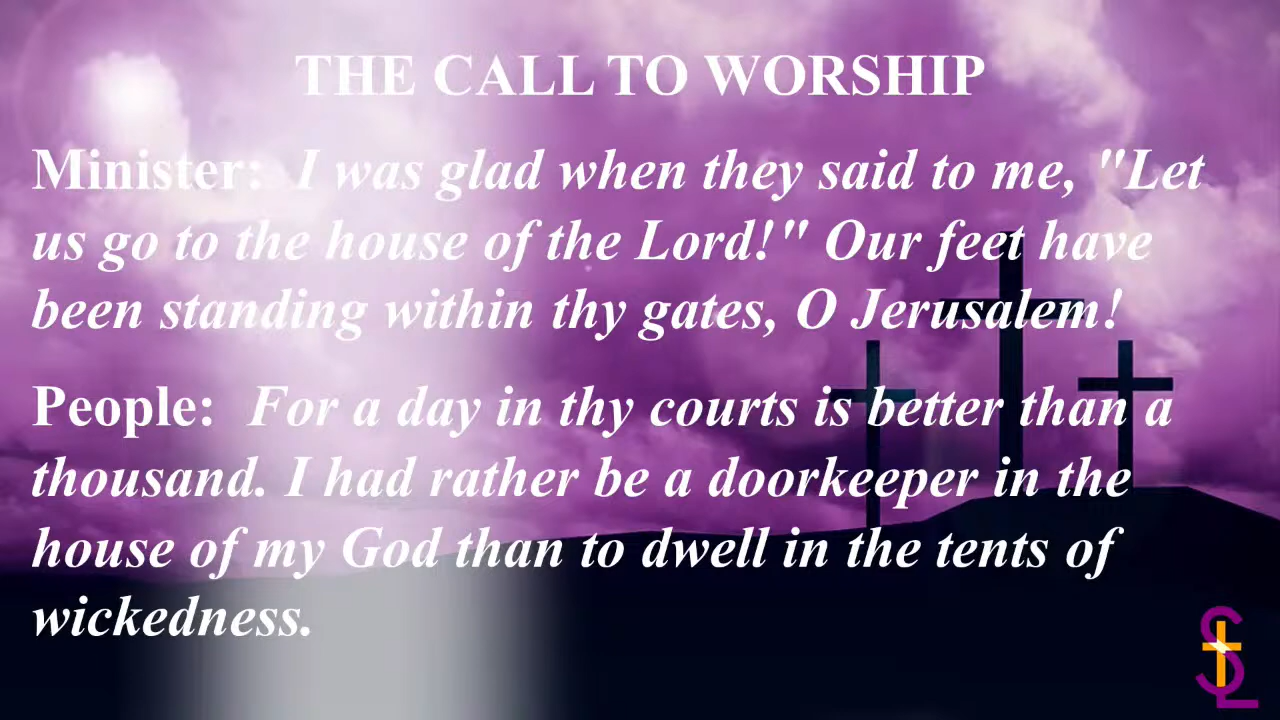 THE CALL TO WORSHIP
Minister: I was glad when they said to me, "Let
us go to the house of the Lord!" Our feet have
been standing within thy gates, O Jerusalem!
People: For a day in thy courts is better than a
thousand. I had rather be a doorkeeper in the
house of my God than to dwell in the tents of
wickedness.
SL